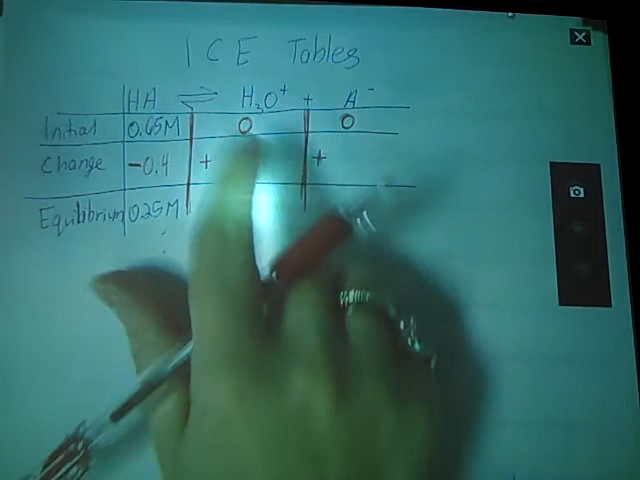 ICE Tables
HA ⇌ H₃O⁺ + A⁻
Initial 0.65M 0 0
Change -0.4 + +
Equilibrium 0.25M